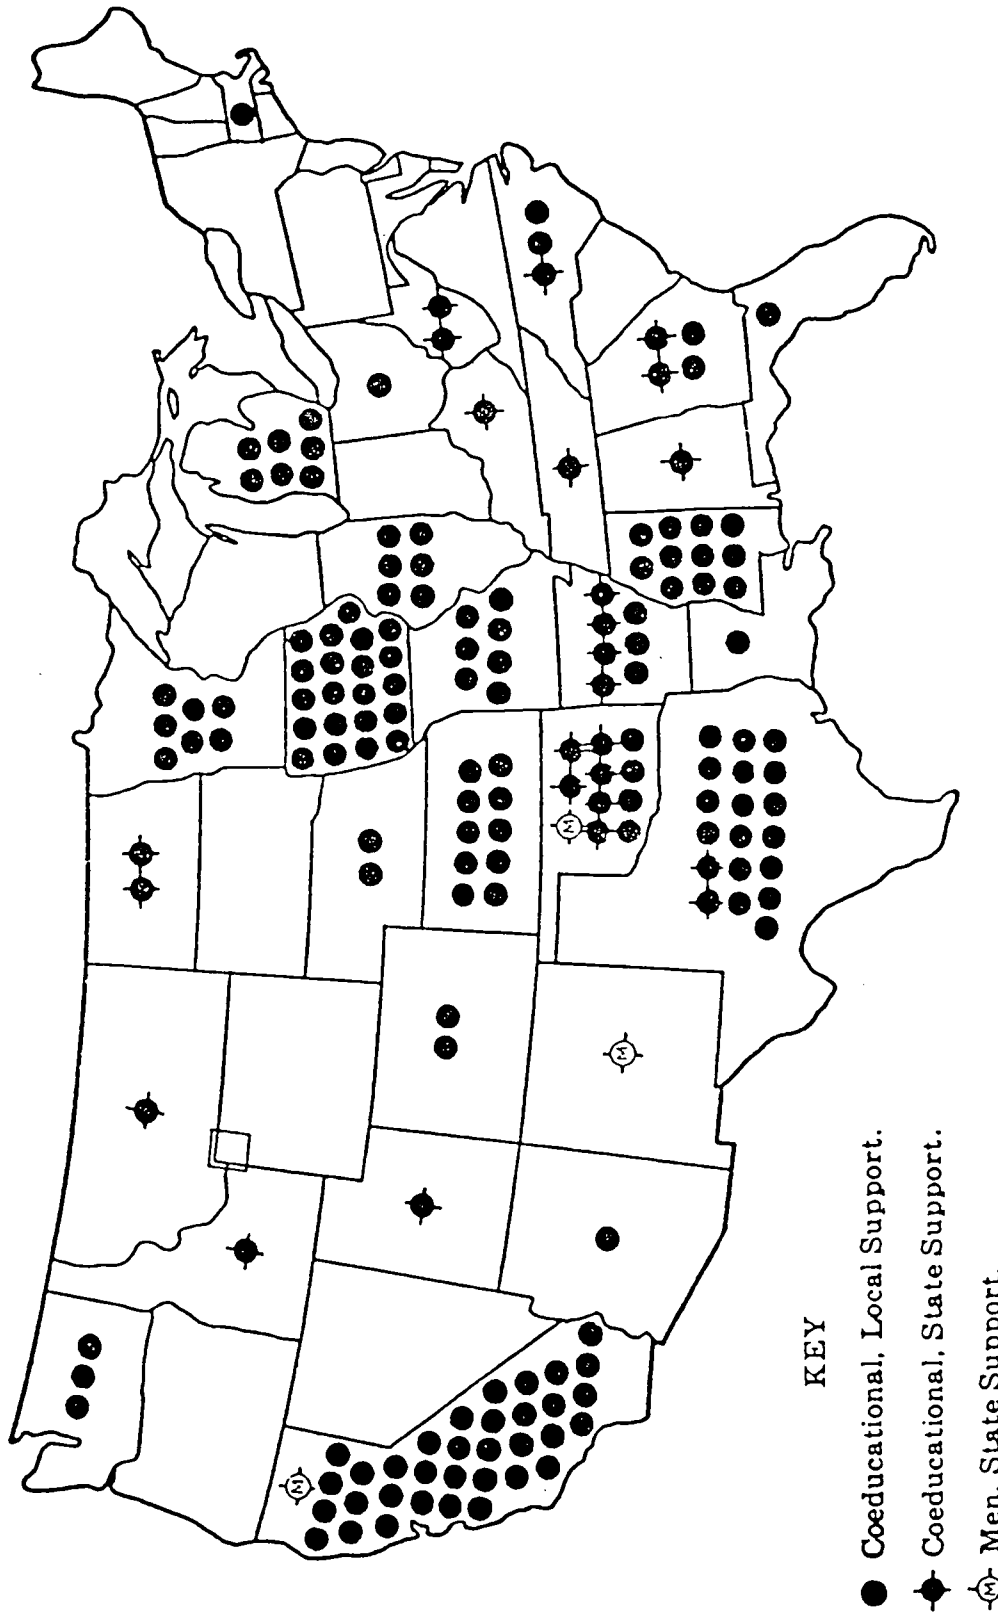 M
M
M
KEY
Coeducational, Local Support.
Coeducational, State Support.
M Men, State Support.